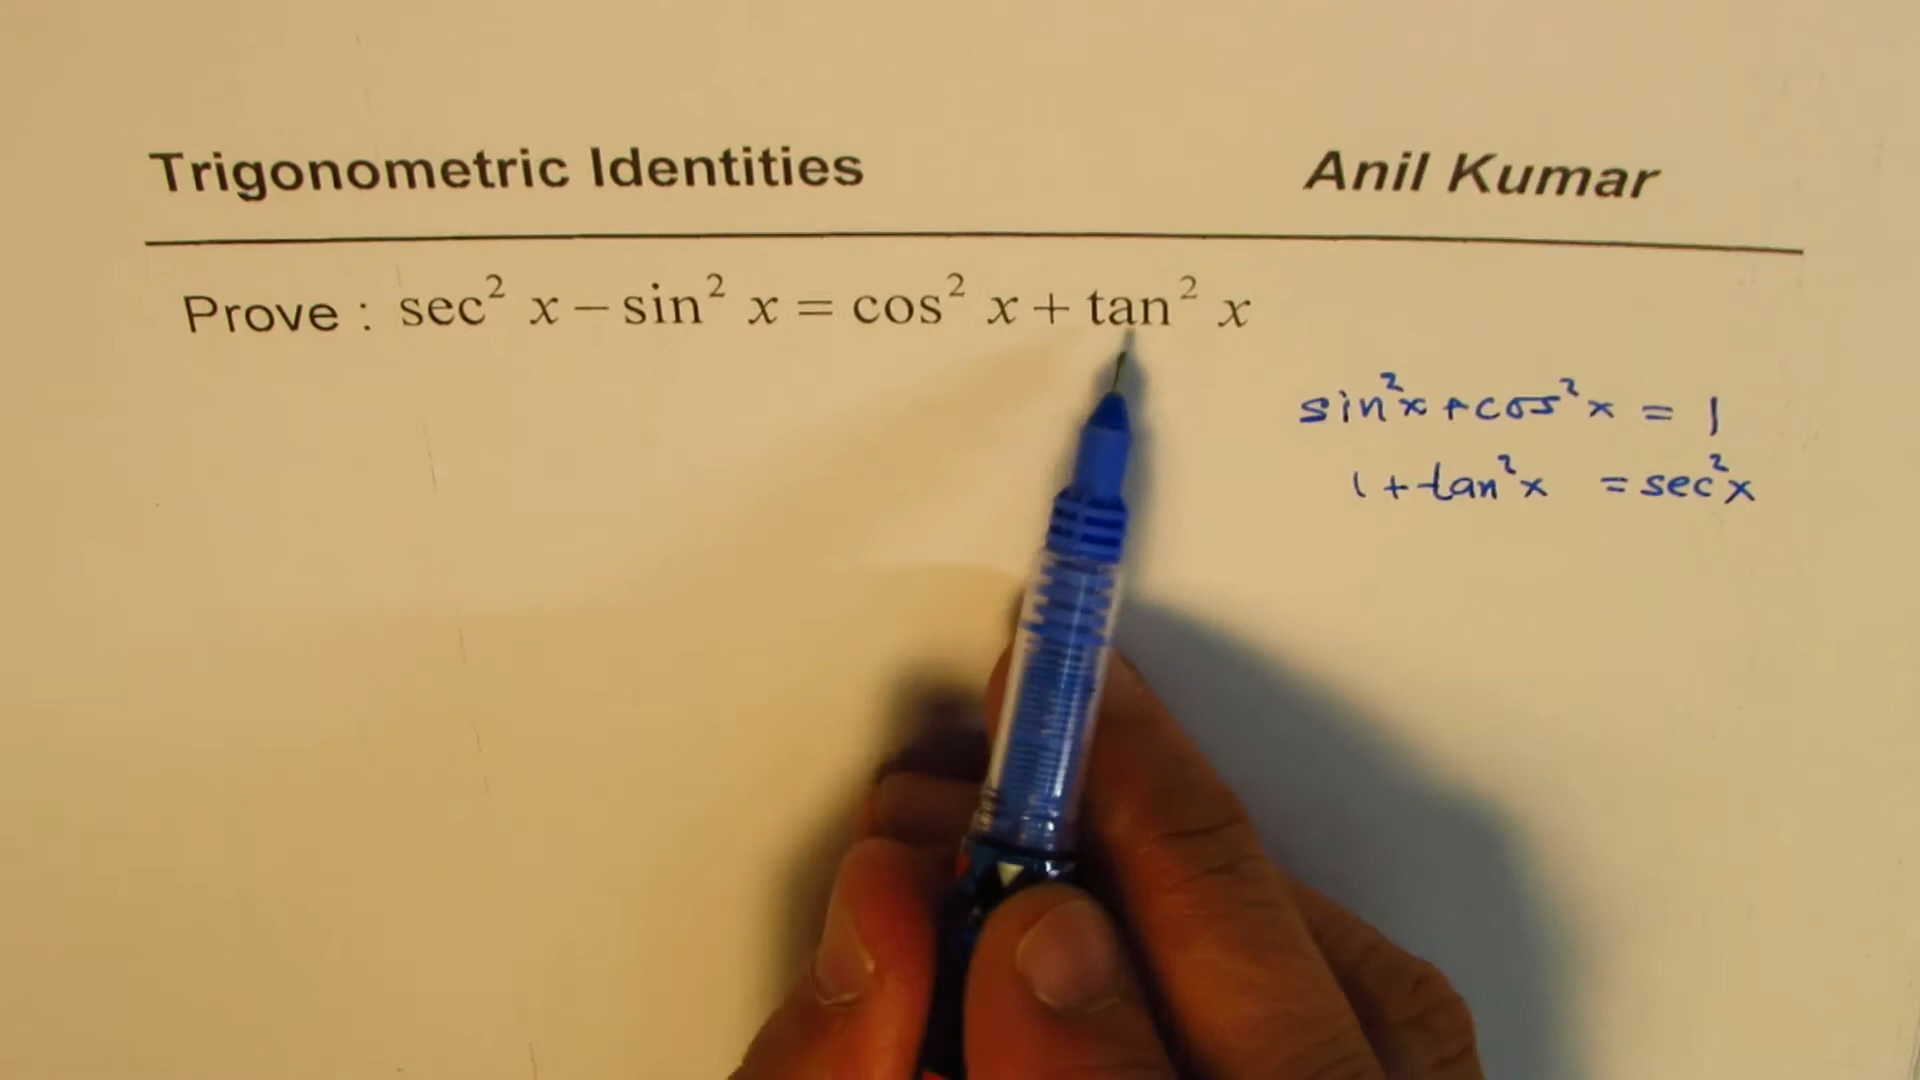 Trigonometric Identities Anil Kumar
Prove : sec² x − sin² x = cos² x + tan² x
sin²x + cos²x = 1
1 + tan²x = sec²x